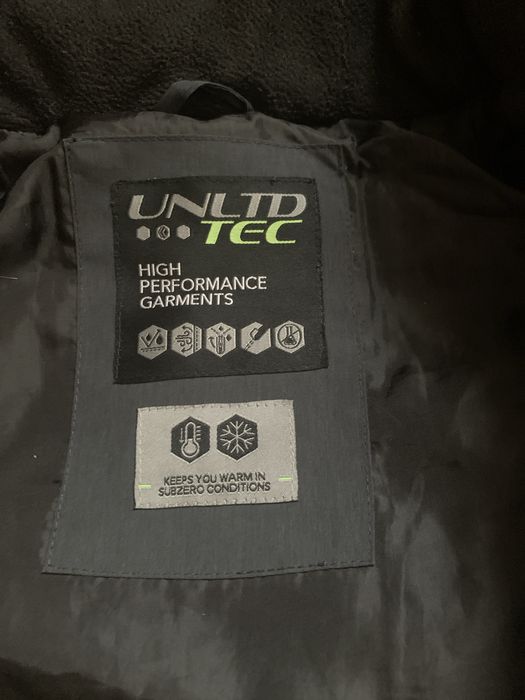 UNLTD
TEC
HIGH
PERFORMANCE
GARMENTS
KEEPS YOU WARM IN
SUBZERO CONDITIONS